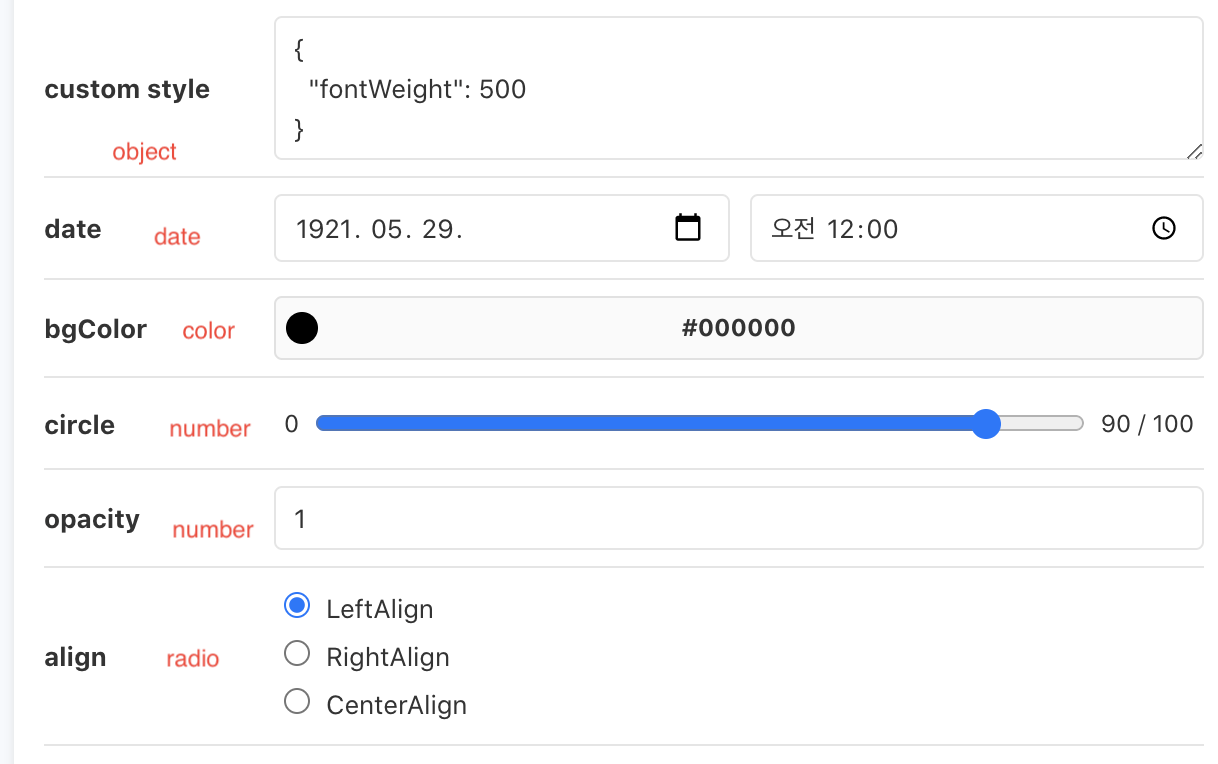 {
custom style
"fontWeight": 500
}
object
date
date
1921. 05. 29.
오전 12:00
bgColor
color
#000000
circle
number
0
90 / 100
opacity
number
1
LeftAlign
align
radio
RightAlign
CenterAlign